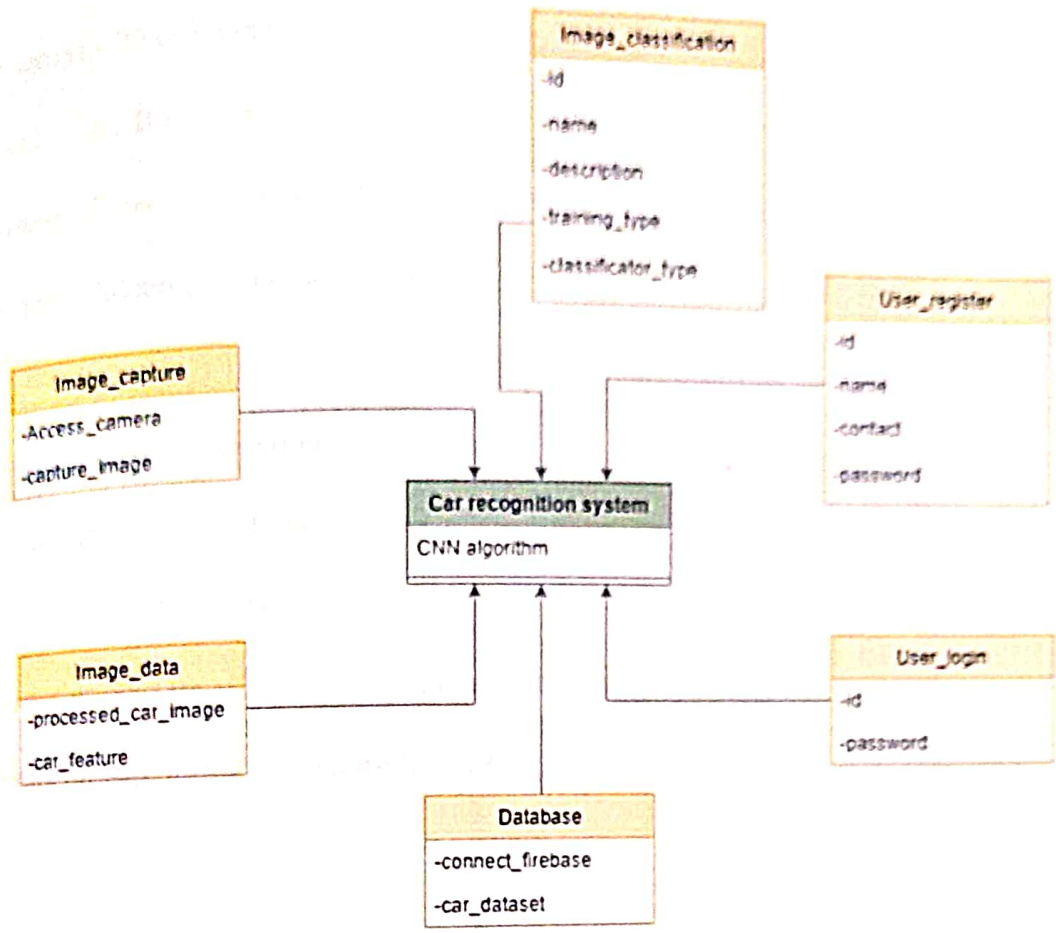 Image_classification
-id
-name
-description
-training_type
-classificator_type
User_register
-id
-name
-contact
-password
Image_capture
-Access_camera
-capture_image
Car recognition system
CNN algorithm
Image_data
-processed_car_image
-car_feature
User_login
-id
-password
Database
-connect_firebase
-car_dataset